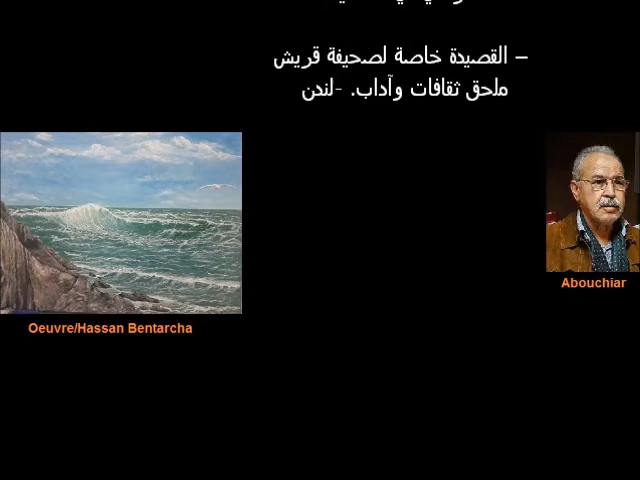 – القصيدة خاصة لصحيفة قريش
ملحق ثقافات وآداب. -لندن
Abouchiar
Oeuvre/Hassan Bentarcha